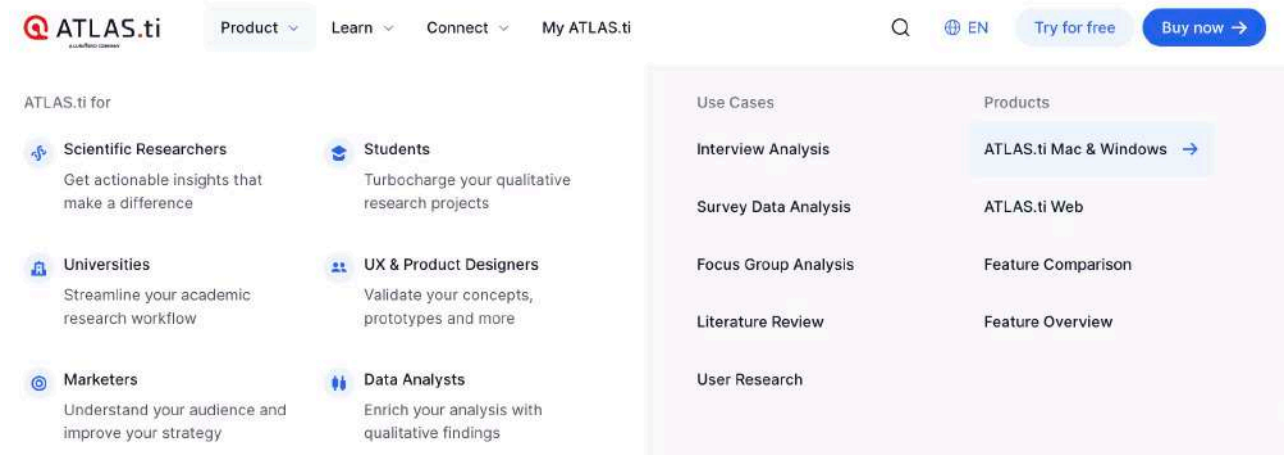 ATLAS.ti
Product
Learn
Connect
My ATLAS.ti
EN
Try for free
Buy now →
ATLAS.ti for
Scientific Researchers
Get actionable insights that
make a difference
Students
Turbocharge your qualitative
research projects
Universities
Streamline your academic
research workflow
UX & Product Designers
Validate your concepts,
prototypes and more
Marketers
Understand your audience and
improve your strategy
Data Analysts
Enrich your analysis with
qualitative findings
Use Cases
Interview Analysis
Survey Data Analysis
Focus Group Analysis
Literature Review
User Research
Products
ATLAS.ti Mac & Windows →
ATLAS.ti Web
Feature Comparison
Feature Overview